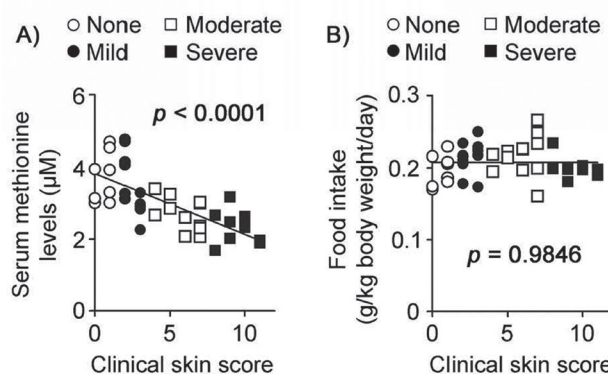 A)
○ None □ Moderate
● Mild ■ Severe
Serum methionine
levels (µM)
6
4
2
0
p < 0.0001
0 5 10
Clinical skin score
B)
○ None □ Moderate
● Mild ■ Severe
Food intake
(g/kg body weight/day)
0.3
0.2
0.1
0
p = 0.9846
0 5 10
Clinical skin score